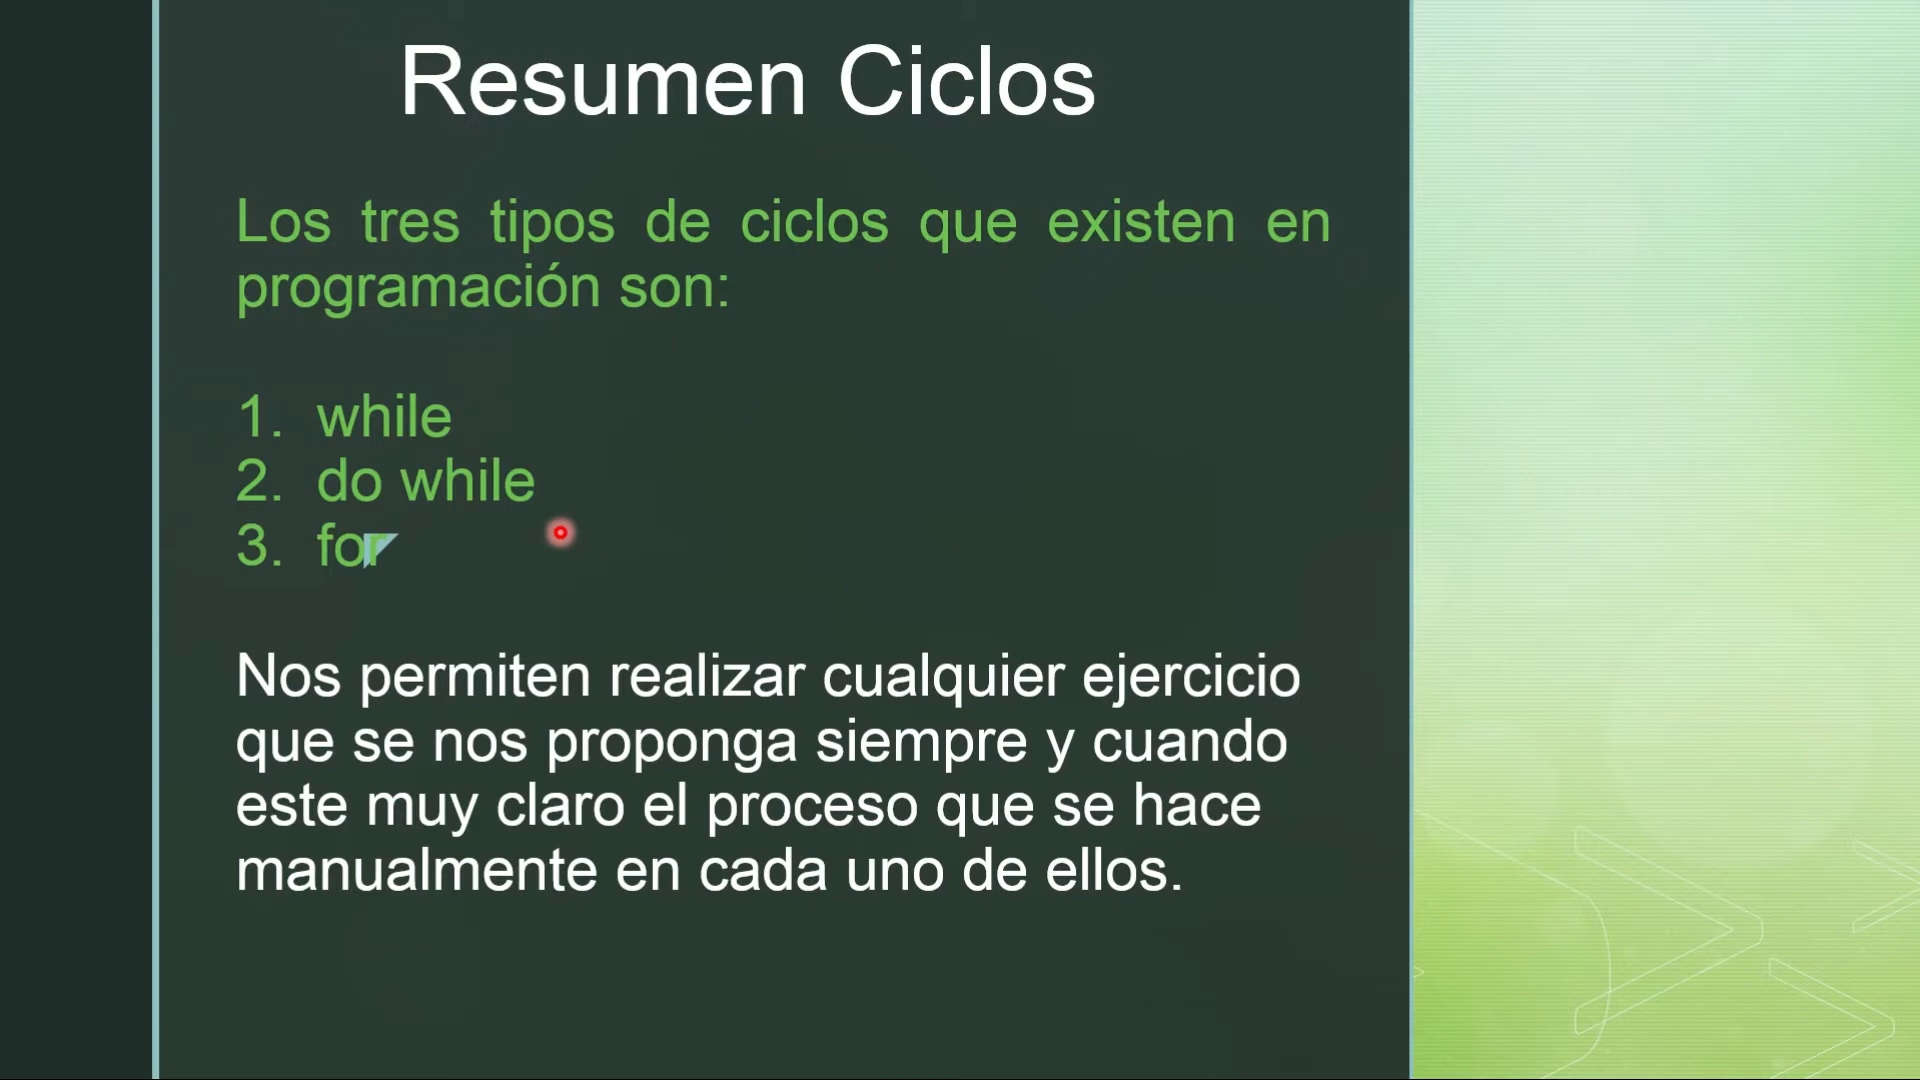 Resumen Ciclos
Los tres tipos de ciclos que existen en
programación son:
1. while
2. do while
3. for
Nos permiten realizar cualquier ejercicio
que se nos proponga siempre y cuando
este muy claro el proceso que se hace
manualmente en cada uno de ellos.